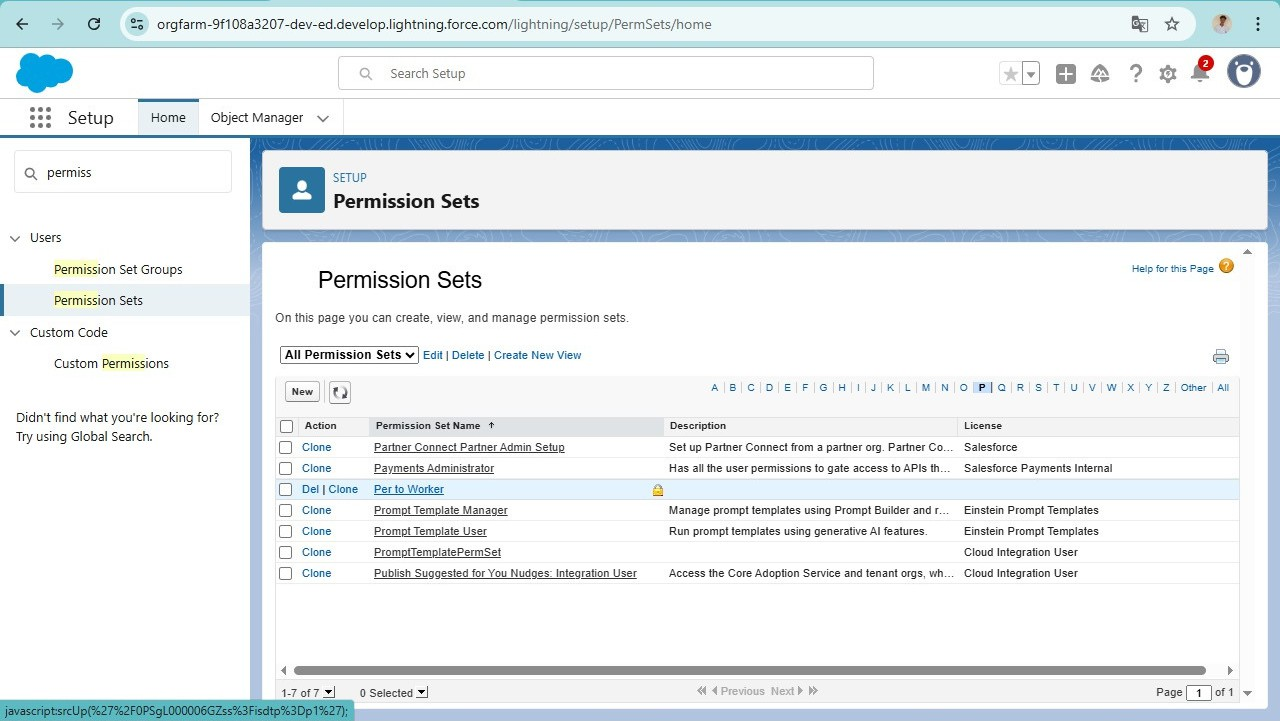 orgfarm-9f108a3207-dev-ed.develop.lightning.force.com/lightning/setup/PermSets/home
Search Setup
2
Setup
Home
Object Manager
permiss
SETUP
Permission Sets
Users
Permission Set Groups
Permission Sets
Custom Code
Custom Permissions
Didn't find what you're looking for?
Try using Global Search.
Permission Sets
Help for this Page ?
On this page you can create, view, and manage permission sets.
All Permission Sets Edit | Delete | Create New View
New
A | B | C | D | E | F | G | H | I | J | K | L | M | N | O | P | Q | R | S | T | U | V | W | X | Y | Z | Other | All
Action Permission Set Name ↑ Description License
Clone Partner Connect Partner Admin Setup Set up Partner Connect from a partner org. Partner Co... Salesforce
Clone Payments Administrator Has all the user permissions to gate access to APIs th... Salesforce Payments Internal
Del | Clone Per to Worker
Clone Prompt Template Manager Manage prompt templates using Prompt Builder and r... Einstein Prompt Templates
Clone Prompt Template User Run prompt templates using generative AI features. Einstein Prompt Templates
Clone PromptTemplatePermSet Cloud Integration User
Clone Publish Suggested for You Nudges: Integration User Access the Core Adoption Service and tenant orgs, wh... Cloud Integration User
1-7 of 7 0 Selected Previous Next Page 1 of 1
javascript:srcUp(%27%2F0PSgL000006GZss%3Fisdtp%3Dp1%27);